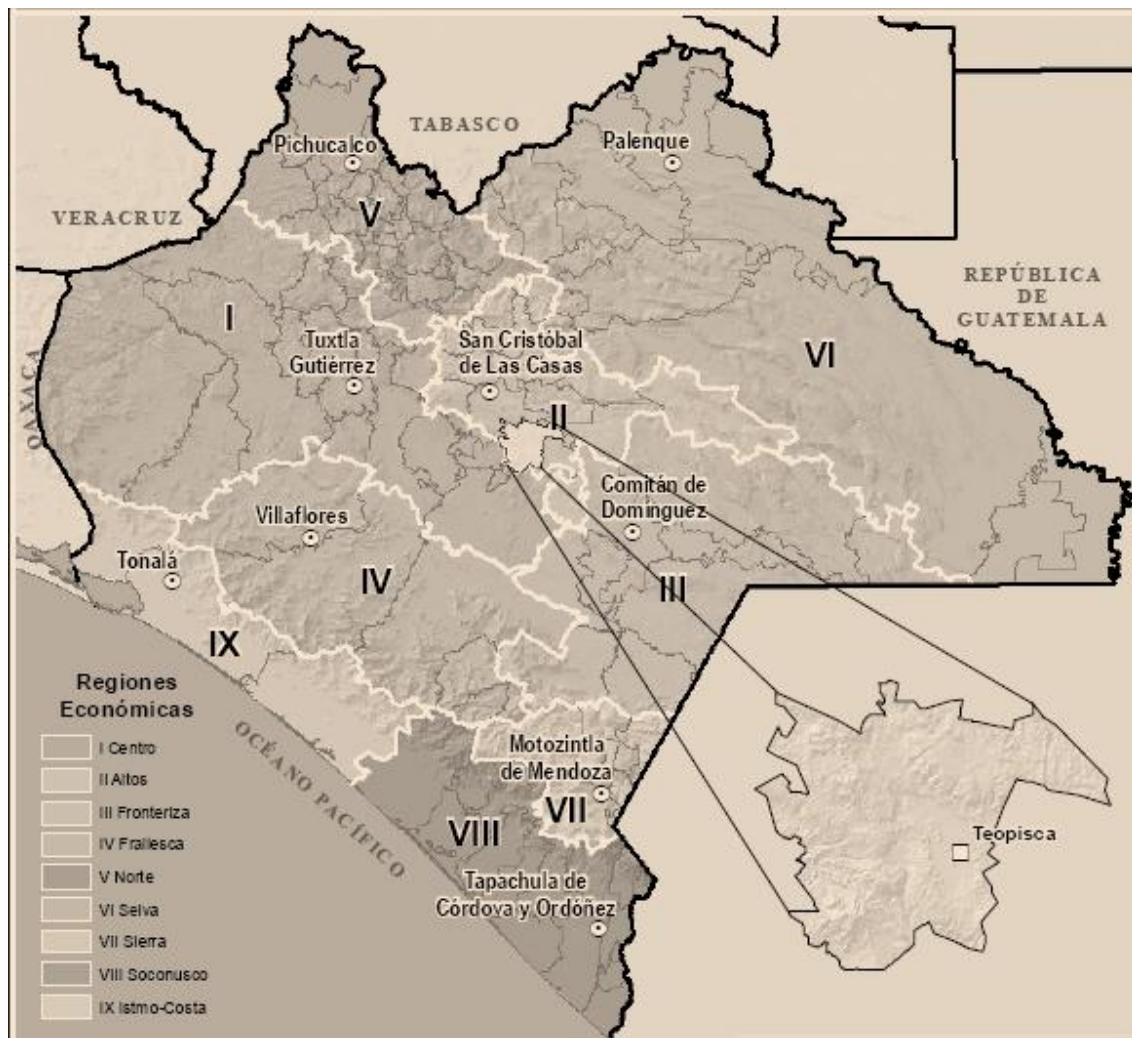 TABASCO
Pichucalco
Palenque
VERACRUZ
V
REPÚBLICA
DE
GUATEMALA
I
OAXACA
Tuxtla
Gutiérrez
San Cristóbal
de Las Casas
VI
II
Comitán de
Domínguez
Villaflores
Tonalá
IV
III
IX
Regiones
Económicas
I Centro
II Altos
III Fronteriza
IV Frailesca
V Norte
VI Selva
VII Sierra
VIII Soconusco
IX Istmo-Costa
OCÉANO PACÍFICO
Motozintla
de Mendoza
VII
VIII
Tapachula de
Córdova y Ordóñez
Teopisca